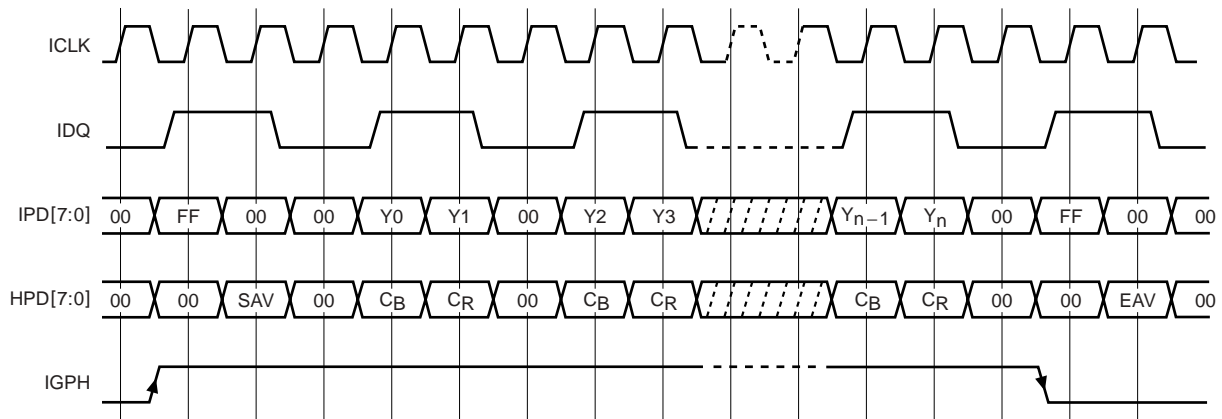 ICLK
IDQ
IPD[7:0] 00 FF 00 00 Y0 Y1 00 Y2 Y3 Yn−1 Yn 00 FF 00 00
HPD[7:0] 00 00 SAV 00 CB CR 00 CB CR CB CR 00 00 EAV 00
IGPH